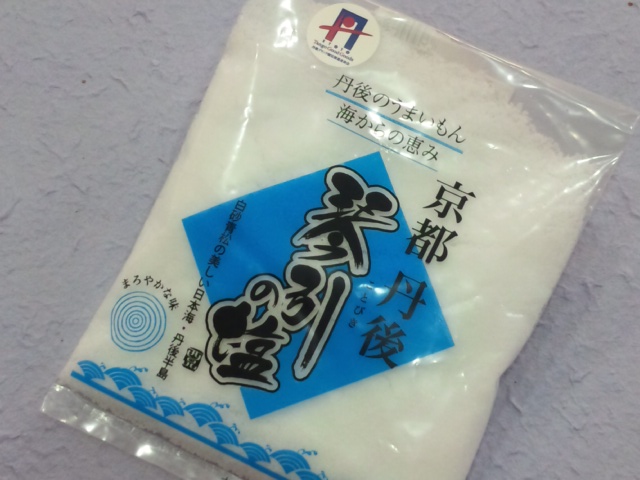 丹後のうまいもん
海からの恵み
京都 丹後
琴引の塩
ことびき
白砂青松の美しい日本海・丹後半島
まろやかな味